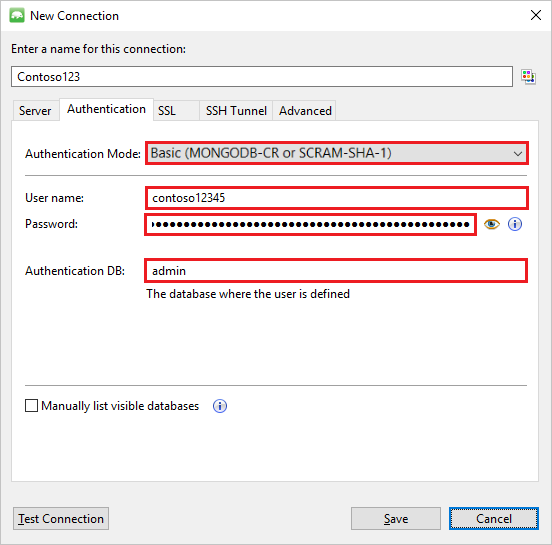 New Connection
Enter a name for this connection:
Contoso123
Server Authentication SSL SSH Tunnel Advanced
Authentication Mode: Basic (MONGODB-CR or SCRAM-SHA-1)
User name: contoso12345
Password:
Authentication DB: admin
The database where the user is defined
Manually list visible databases
Test Connection Save Cancel